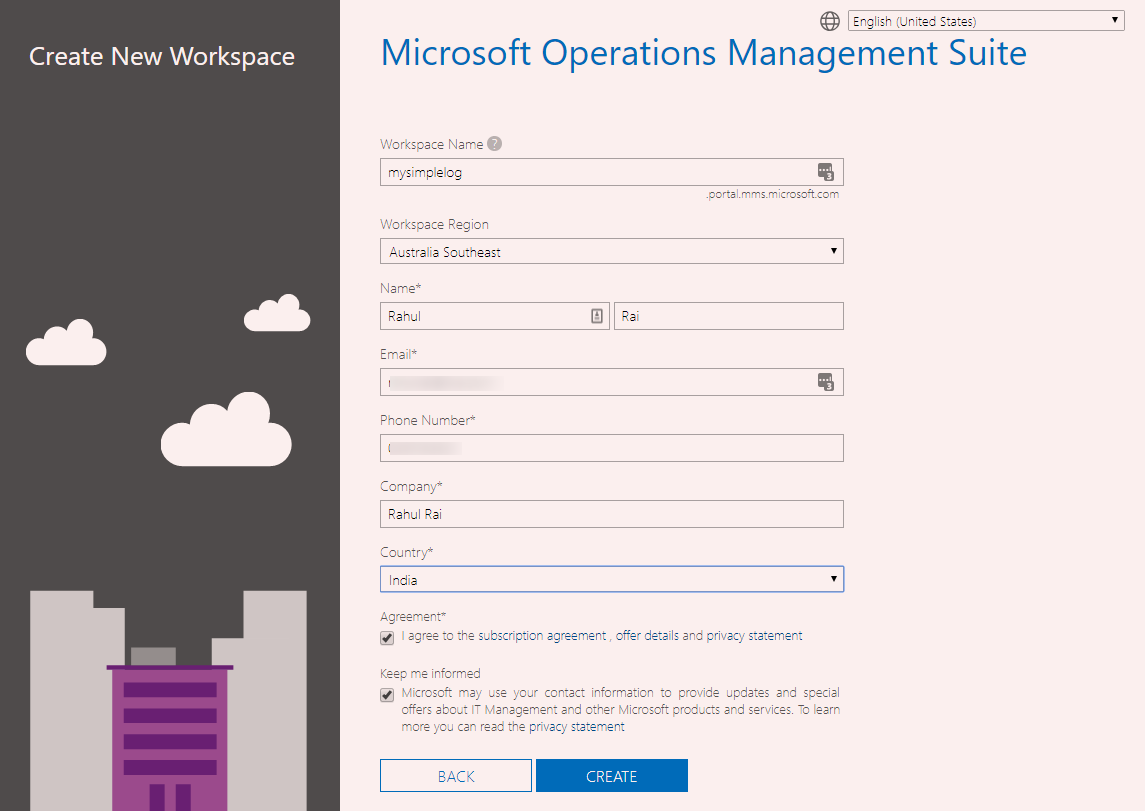 English (United States)
Create New Workspace
Microsoft Operations Management Suite
Workspace Name ?
mysimplelog
3
.portal.mms.microsoft.com
Workspace Region
Australia Southeast
Name*
Rahul
Rai
Email*
3
Phone Number*
Company*
Rahul Rai
Country*
India
Agreement*
I agree to the subscription agreement , offer details and privacy statement
Keep me informed
Microsoft may use your contact information to provide updates and special
offers about IT Management and other Microsoft products and services. To learn
more you can read the privacy statement
BACK
CREATE